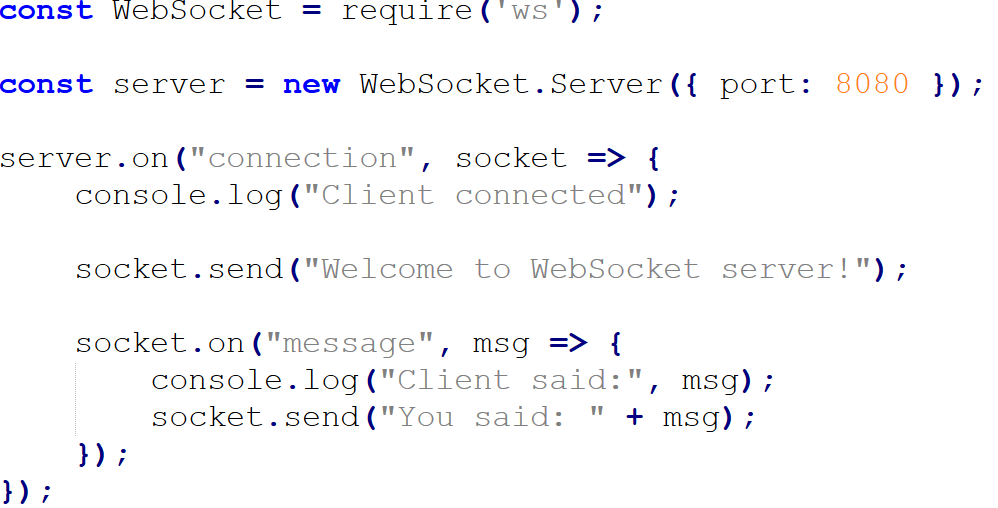 const WebSocket = require('ws');
const server = new WebSocket.Server({ port: 8080 });
server.on("connection", socket => {
    console.log("Client connected");
    socket.send("Welcome to WebSocket server!");
    socket.on("message", msg => {
        console.log("Client said:", msg);
        socket.send("You said: " + msg);
    });
});